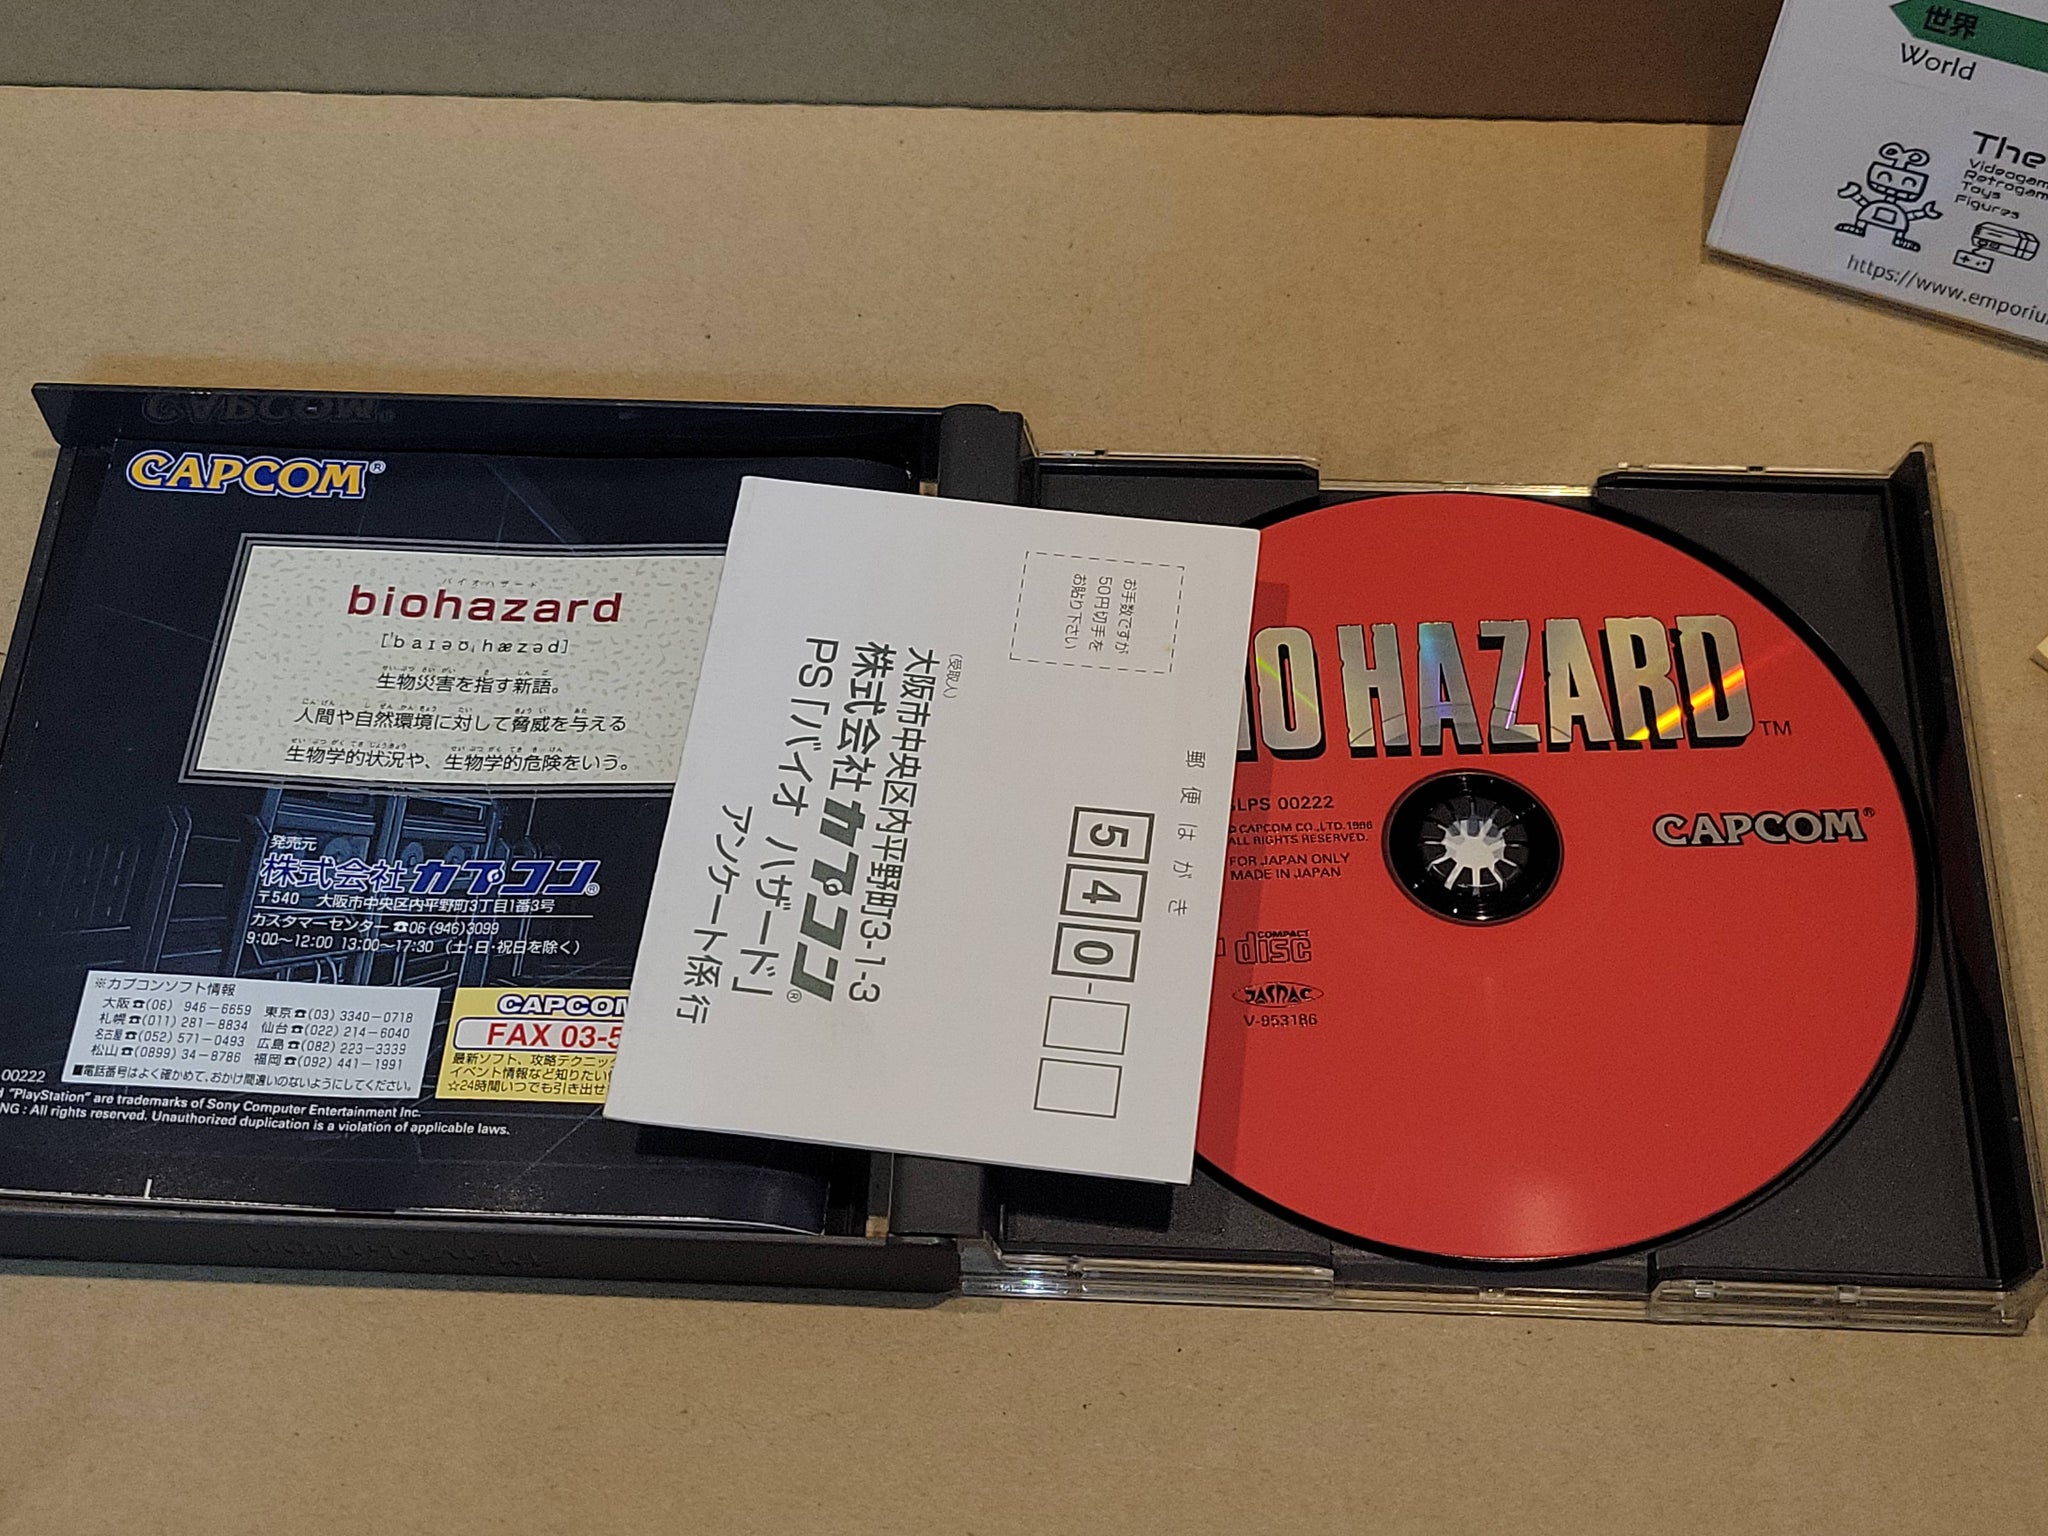 世界
World
The
https://www.emporiu
CAPCOM®
バイオハザード
biohazard
[ˈbaɪəʊˌhæzəd]
生物災害を指す新語。
人間や自然環境に対して脅威を与える
生物学的状況や、生物学的危険をいう。
発売元
株式会社カプコン®
〒540 大阪市中央区内平野町3丁目1番3号
カスタマーセンター ☎06(946)3099
9:00〜12:00 13:00〜17:30 (土・日・祝日を除く)
※カプコンソフト情報
大阪☎(06) 946-6659 東京☎(03) 3340-0718
札幌☎(011) 281-8834 仙台☎(022) 214-6040
名古屋☎(052) 571-0493 広島☎(082) 223-3339
松山☎(0899) 34-8786 福岡☎(092) 441-1991
■電話番号はよく確かめて、おかけ間違いのないようにしてください。
CAPCOM
FAX 03-5
最新ソフト、攻略テクニック
イベント情報など知りたい
☆24時間いつでも引き出せ
00222
"PlayStation" are trademarks of Sony Computer Entertainment Inc.
NG : All rights reserved. Unauthorized duplication is a violation of applicable laws.
お手数ですが
50円切手を
お貼り下さい
郵便はがき
540-
(受取人)
大阪市中央区内平野町3-1-3
株式会社カプコン®
PS「バイオ ハザード」
アンケート係 行
IO HAZARD™
SLPS 00222
© CAPCOM CO.,LTD.1996
ALL RIGHTS RESERVED.
FOR JAPAN ONLY
MADE IN JAPAN
CAPCOM®
COMPACT
disc
JASRAC
V-953186
Videogam
Retrogam
Toys
Figures